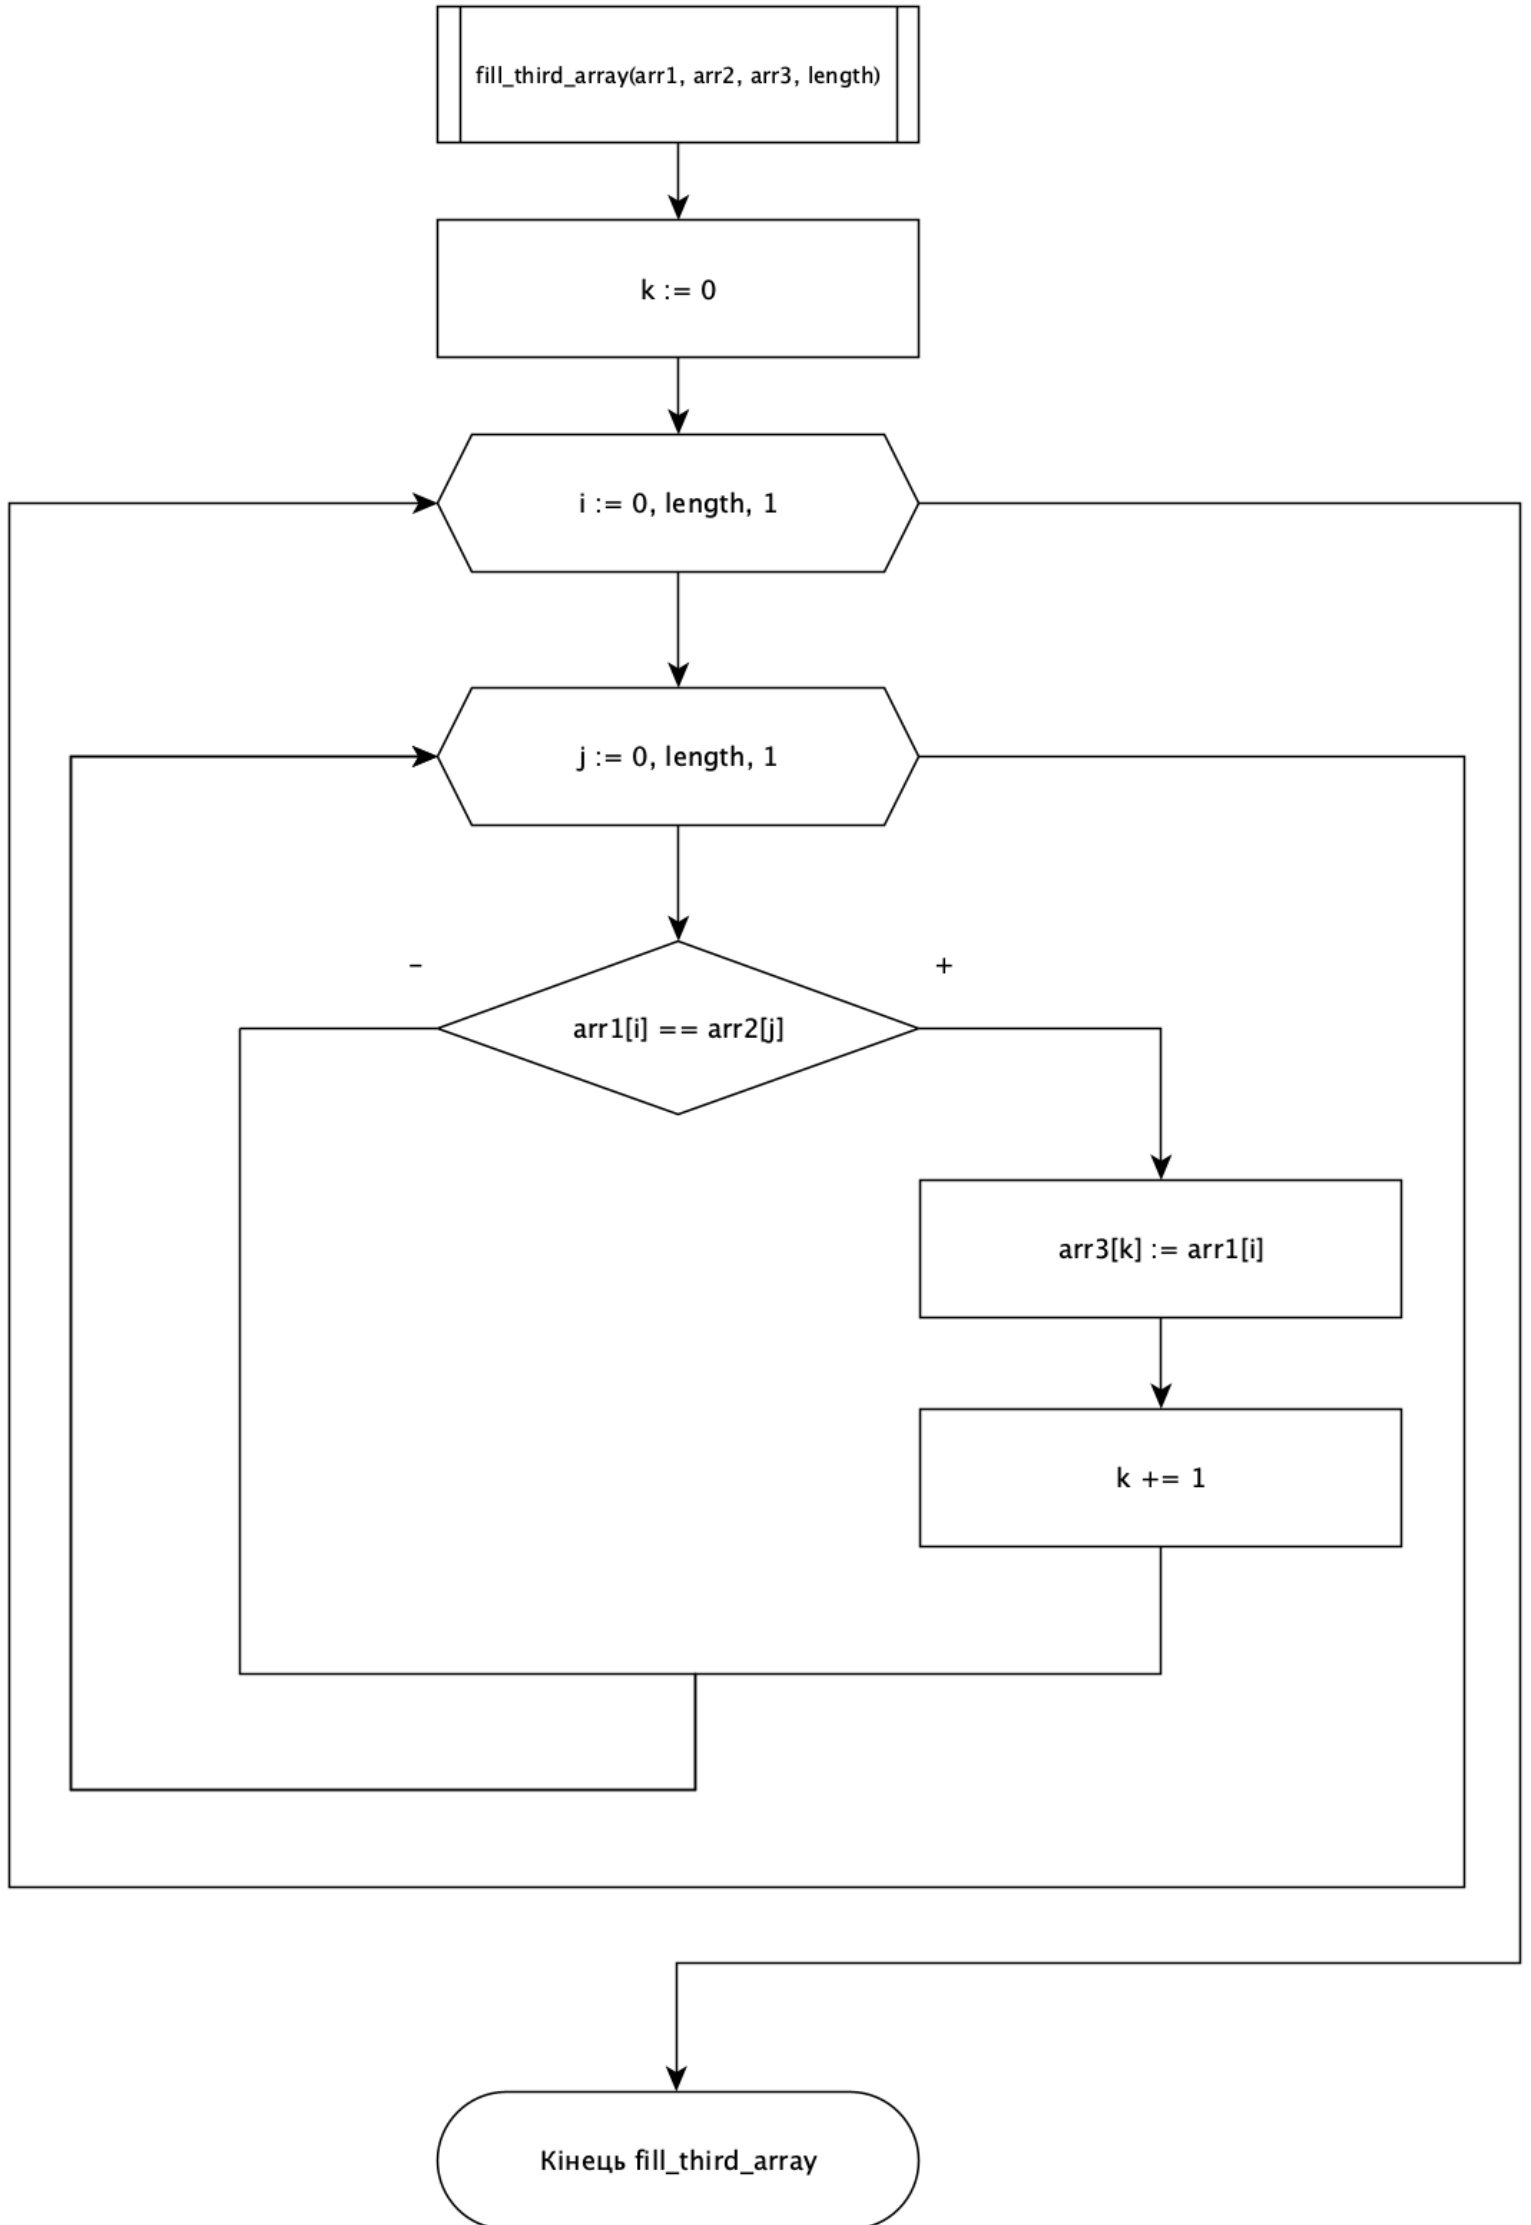 fill_third_array(arr1, arr2, arr3, length)
k := 0
i := 0, length, 1
j := 0, length, 1
-
+
arr1[i] == arr2[j]
arr3[k] := arr1[i]
k += 1
Кінець fill_third_array